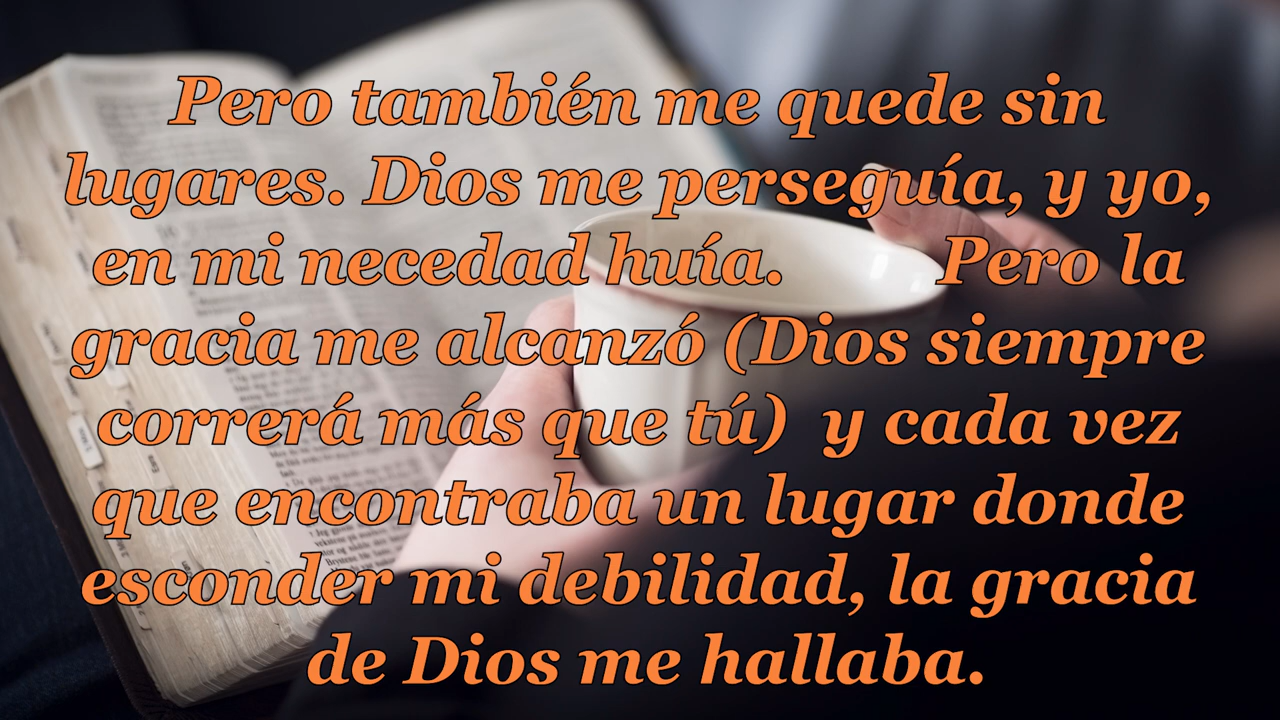 Pero también me quede sin
lugares. Dios me perseguía, y yo,
en mi necedad huía. Pero la
gracia me alcanzó (Dios siempre
correrá más que tú) y cada vez
que encontraba un lugar donde
esconder mi debilidad, la gracia
de Dios me hallaba.